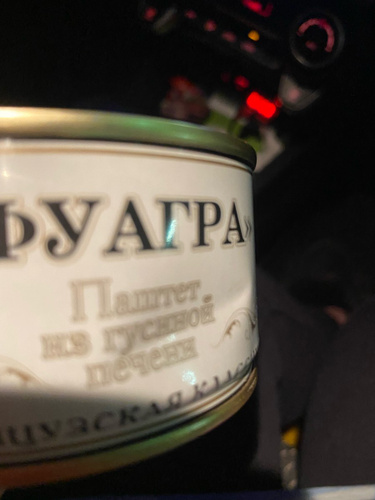 ФУАГРА»
Паштет
из гусиной
печени